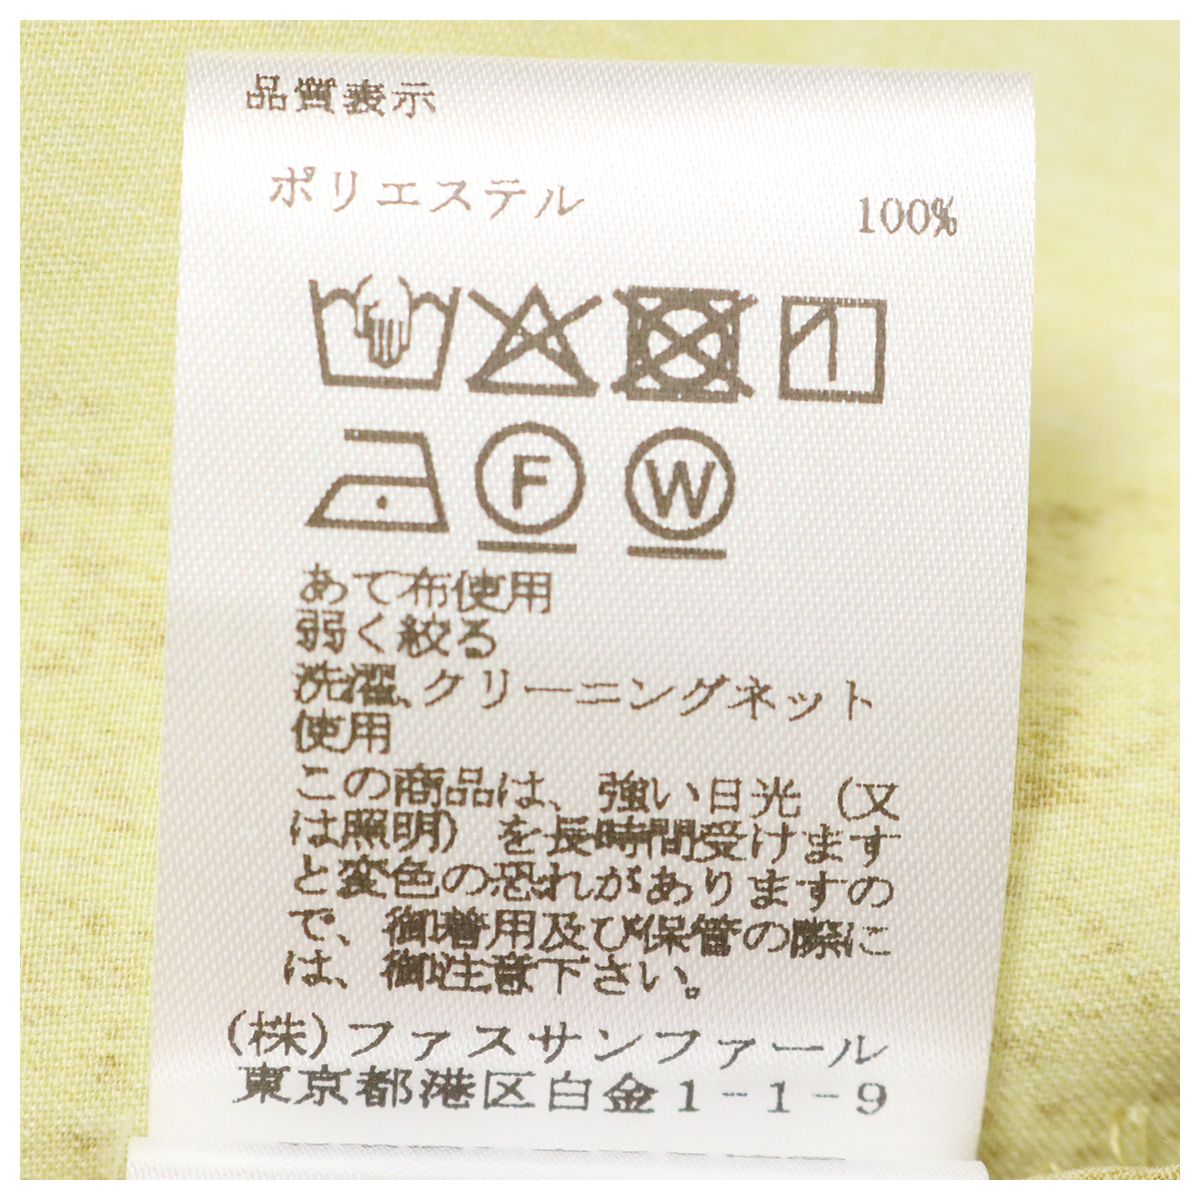 品質表示
ポリエステル 100%
F W
あて布使用
弱く絞る
洗濯、クリーニングネット
使用
この商品は、強い日光(又
は照明)を長時間受けます
と変色の恐れがありますの
で、御着用及び保管の際に
は、御注意下さい。
(株)ファスサンファール
東京都港区白金1-1-9